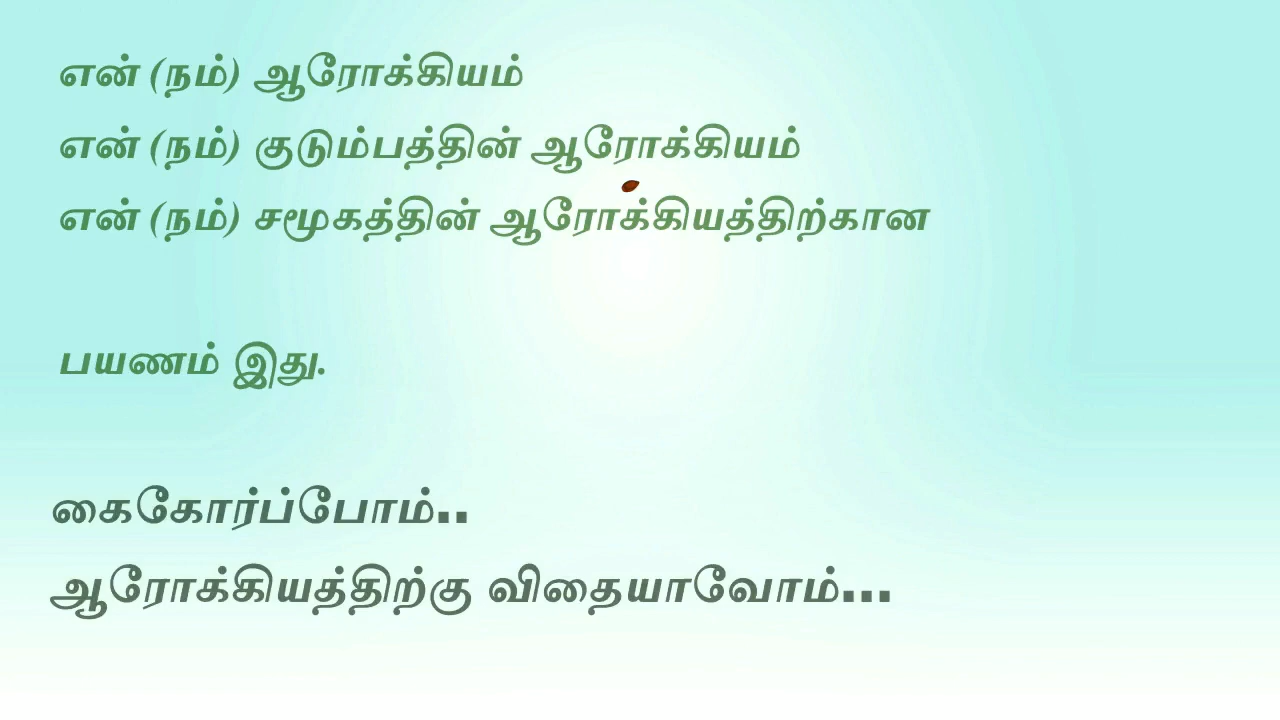 என் (நம்) ஆரோக்கியம்
என் (நம்) குடும்பத்தின் ஆரோக்கியம்
என் (நம்) சமூகத்தின் ஆரோக்கியத்திற்கான
பயணம் இது.
கைகோர்ப்போம்..
ஆரோக்கியத்திற்கு விதையாவோம்...